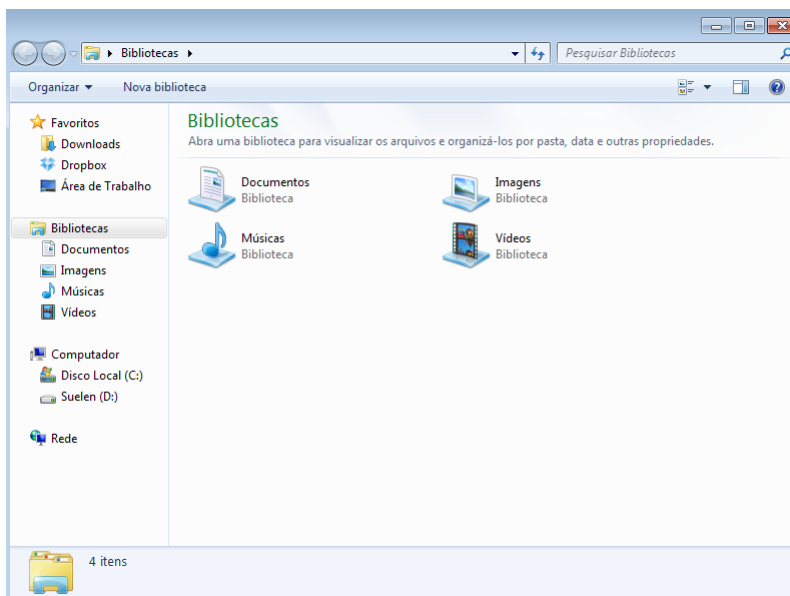 Bibliotecas
Pesquisar Bibliotecas
Organizar
Nova biblioteca
Favoritos
Downloads
Dropbox
Área de Trabalho
Bibliotecas
Documentos
Imagens
Músicas
Vídeos
Computador
Disco Local (C:)
Suelen (D:)
Rede
Bibliotecas
Abra uma biblioteca para visualizar os arquivos e organizá-los por pasta, data e outras propriedades.
Documentos
Biblioteca
Imagens
Biblioteca
Músicas
Biblioteca
Vídeos
Biblioteca
4 itens